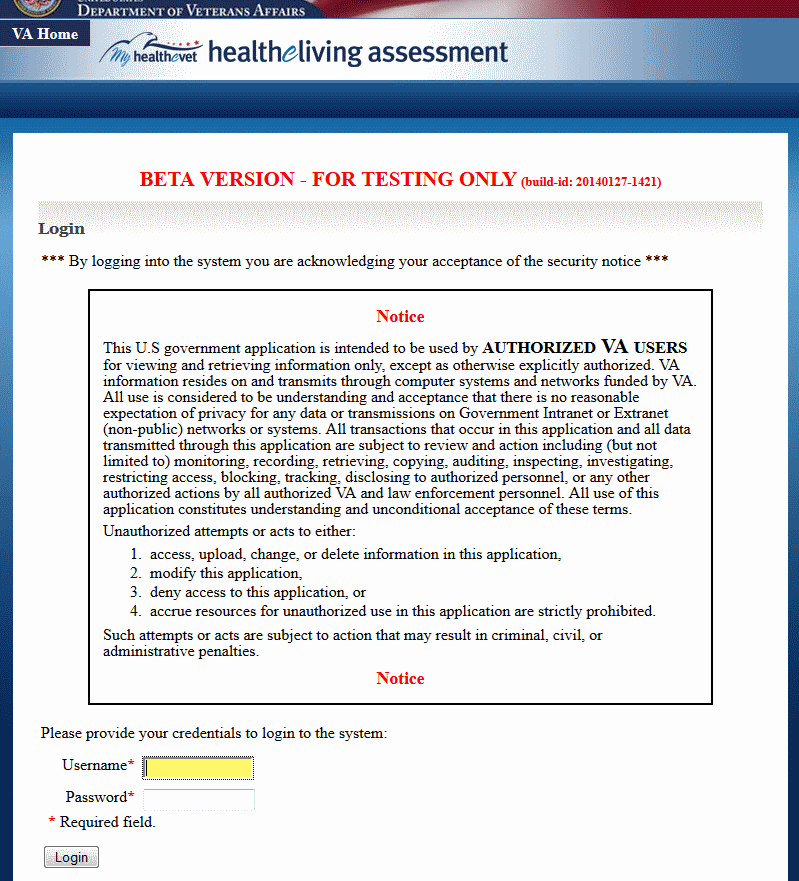 DEPARTMENT OF VETERANS AFFAIRS
VA Home
My healthevet healtheliving assessment
BETA VERSION - FOR TESTING ONLY (build-id: 20140127-1421)
Login
*** By logging into the system you are acknowledging your acceptance of the security notice ***
Notice
This U.S government application is intended to be used by AUTHORIZED VA USERS
for viewing and retrieving information only, except as otherwise explicitly authorized. VA
information resides on and transmits through computer systems and networks funded by VA.
All use is considered to be understanding and acceptance that there is no reasonable
expectation of privacy for any data or transmissions on Government Intranet or Extranet
(non-public) networks or systems. All transactions that occur in this application and all data
transmitted through this application are subject to review and action including (but not
limited to) monitoring, recording, retrieving, copying, auditing, inspecting, investigating,
restricting access, blocking, tracking, disclosing to authorized personnel, or any other
authorized actions by all authorized VA and law enforcement personnel. All use of this
application constitutes understanding and unconditional acceptance of these terms.
Unauthorized attempts or acts to either:
1. access, upload, change, or delete information in this application,
2. modify this application,
3. deny access to this application, or
4. accrue resources for unauthorized use in this application are strictly prohibited.
Such attempts or acts are subject to action that may result in criminal, civil, or
administrative penalties.
Notice
Please provide your credentials to login to the system:
Username*
Password*
* Required field.
Login